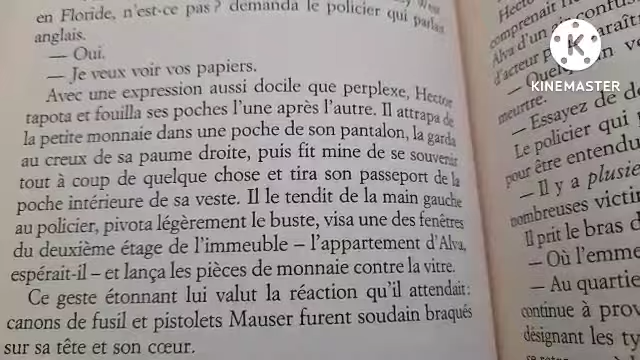 en Floride, n'est-ce pas ? demanda le policier qui parlait
anglais.
— Oui.
— Je veux voir vos papiers.
Avec une expression aussi docile que perplexe, Hector
tapota et fouilla ses poches l'une après l'autre. Il attrapa de
la petite monnaie dans une poche de son pantalon, la garda
au creux de sa paume droite, puis fit mine de se souvenir
tout à coup de quelque chose et tira son passeport de la
poche intérieure de sa veste. Il le tendit de la main gauche
au policier, pivota légèrement le buste, visa une des fenêtres
du deuxième étage de l'immeuble – l'appartement d'Alva,
espérait-il – et lança les pièces de monnaie contre la vitre.
Ce geste étonnant lui valut la réaction qu'il attendait :
canons de fusil et pistolets Mauser furent soudain braqués
sur sa tête et son cœur.
comprenait
Alva d'un air
d'acteur
— Quel
meurtre.
— Essayez de
Le policier qui
pour être entendu
— Il y a plusie
nombreuses victi
Il prit le bras d
— Où l'emme
— Au quartie
continue à prov
désignant les ty
KINEMASTER